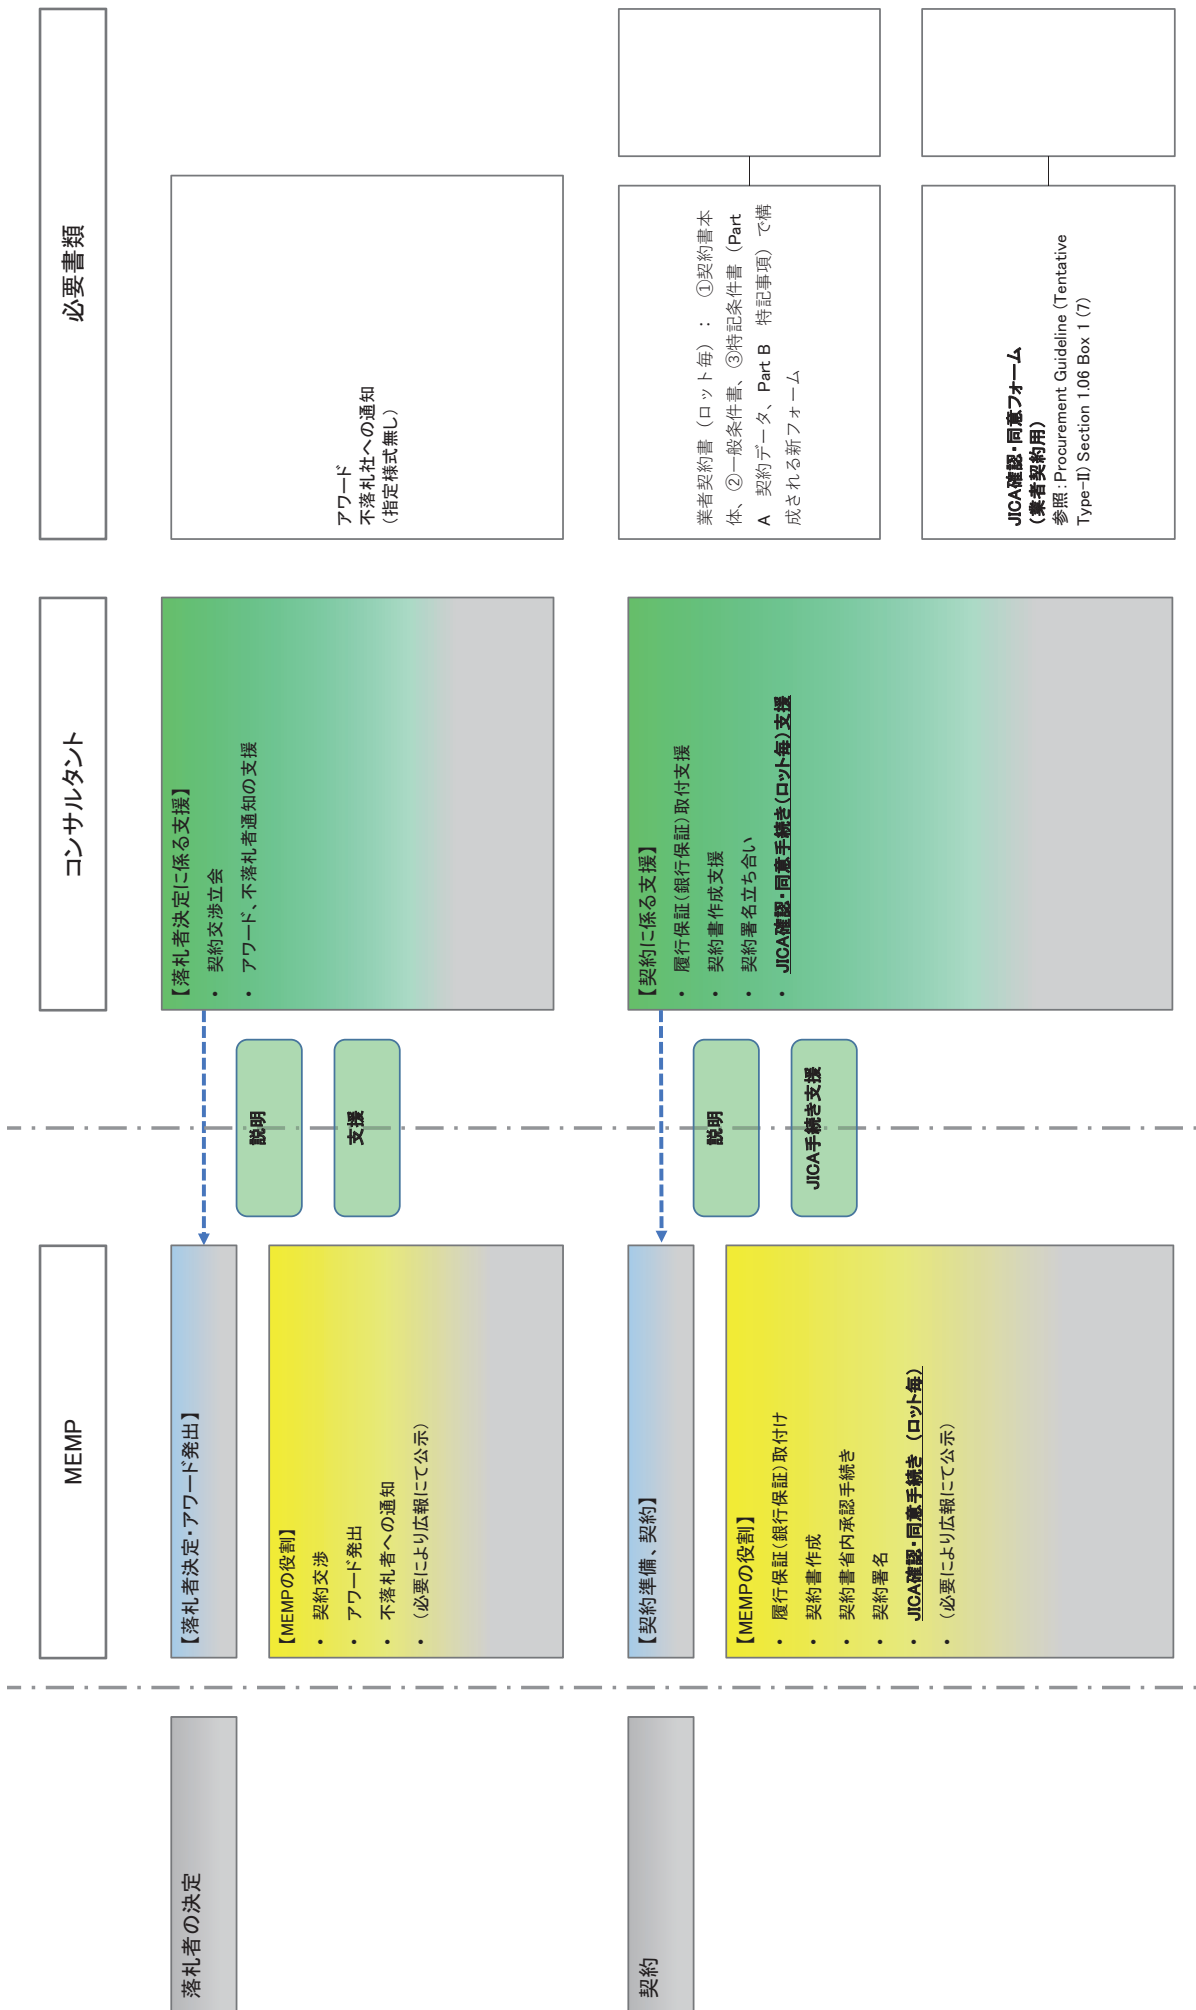 MEMP
コンサルタント
必要書類
落札者の決定
【落札者決定・アワード発出】
【MEMPの役割】
• 契約交渉
• アワード発出
• 不落札者への通知
• （必要により広報にて公示）
説明
支援
【落札者決定に係る支援】
• 契約交渉立会
• アワード、不落札者通知の支援
アワード
不落札社への通知
（指定様式無し）
契約
【契約準備、契約】
【MEMPの役割】
• 履行保証（銀行保証）取付け
• 契約書作成
• 契約書省内承認手続き
• 契約署名
• JICA確認・同意手続き （ロット毎）
• （必要により広報にて公示）
説明
JICA手続き支援
【契約に係る支援】
• 履行保証（銀行保証）取付支援
• 契約書作成支援
• 契約署名立ち合い
• JICA確認・同意手続き（ロット毎）支援
業者契約書（ロット毎）： ①契約書本
体、②一般条件書、③特記条件書（Part
A 契約データ、Part B 特記事項）で構
成される新フォーム
JICA確認・同意フォーム
（業者契約用）
参照：Procurement Guideline (Tentative
Type-II) Section 1.06 Box 1 (7)